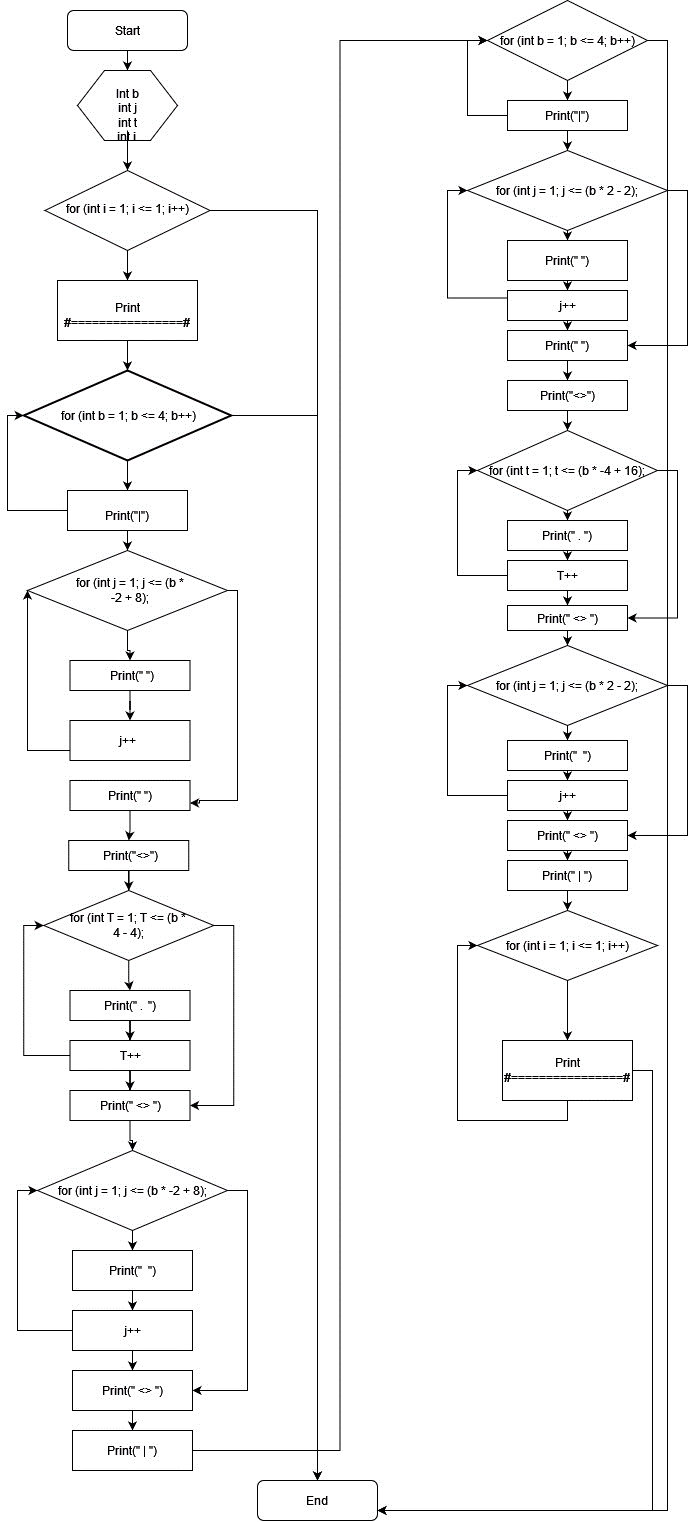 Start
Int b
int j
int t
int i
for (int i = 1; i <= 1; i++)
Print
#================#
for (int b = 1; b <= 4; b++)
Print("|")
for (int j = 1; j <= (b *
-2 + 8);
Print(" ")
j++
Print(" ")
Print("<>")
for (int T = 1; T <= (b *
4 - 4);
Print(" .  ")
T++
Print(" <> ")
for (int j = 1; j <= (b * -2 + 8);
Print("  ")
j++
Print(" <> ")
Print(" | ")
for (int b = 1; b <= 4; b++)
Print("|")
for (int j = 1; j <= (b * 2 - 2);
Print(" ")
j++
Print(" ")
Print("<>")
for (int t = 1; t <= (b * -4 + 16);
Print(" . ")
T++
Print(" <> ")
for (int j = 1; j <= (b * 2 - 2);
Print("  ")
j++
Print(" <> ")
Print(" | ")
for (int i = 1; i <= 1; i++)
Print
#================#
End